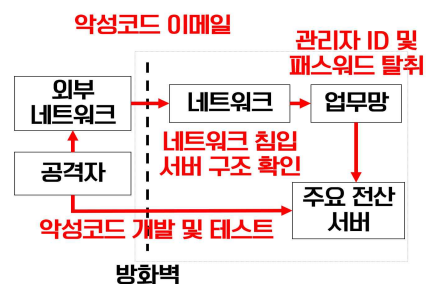 악성코드 이메일
관리자 ID 및
패스워드 탈취
외부
네트워크
네트워크
업무망
네트워크 침입
서버 구조 확인
공격자
주요 전산
서버
악성코드 개발 및 테스트
방화벽